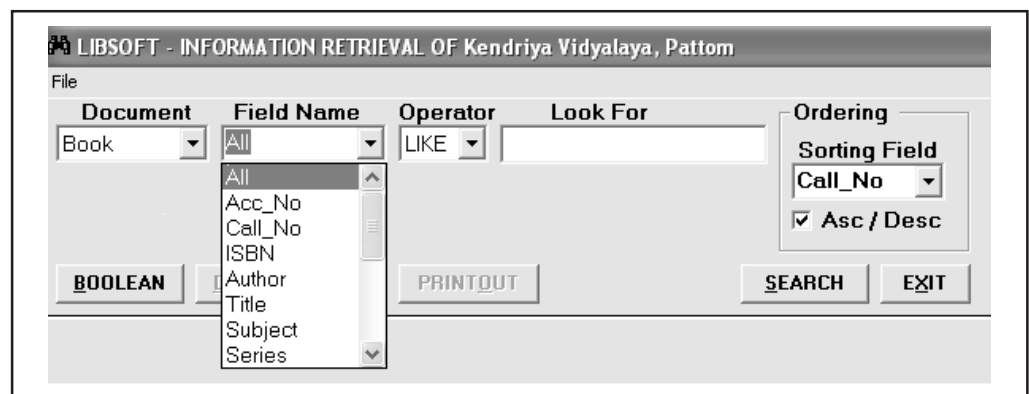 LIBSOFT - INFORMATION RETRIEVAL OF Kendriya Vidyalaya, Pattom
File
Document Field Name Operator Look For Ordering
Book All LIKE
Sorting Field
Call_No
Asc / Desc
All
Acc_No
Call_No
ISBN
Author
Title
Subject
Series
BOOLEAN PRINTOUT SEARCH EXIT